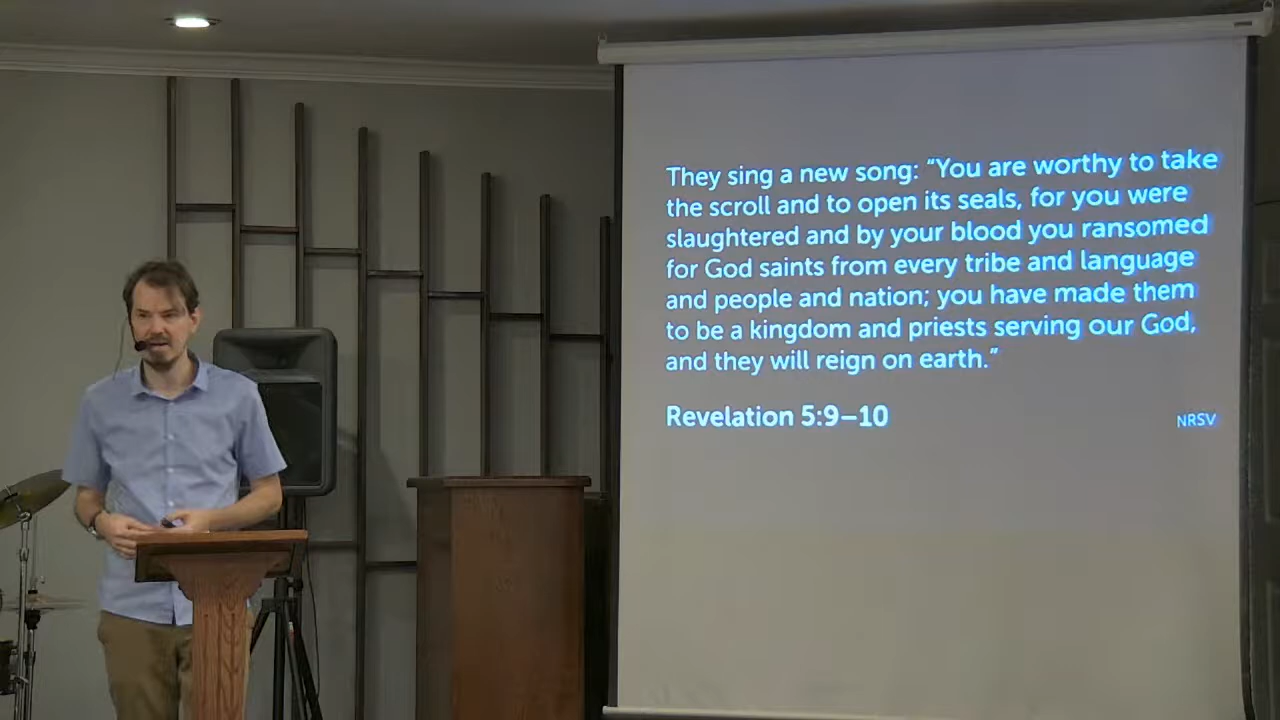 They sing a new song: “You are worthy to take
the scroll and to open its seals, for you were
slaughtered and by your blood you ransomed
for God saints from every tribe and language
and people and nation; you have made them
to be a kingdom and priests serving our God,
and they will reign on earth.”
Revelation 5:9–10
NRSV